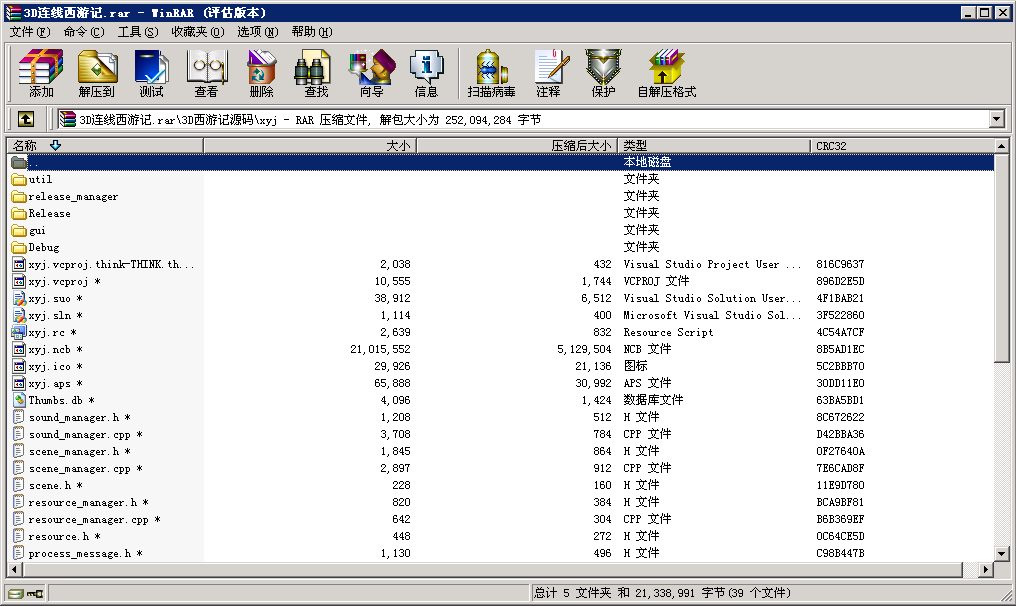 3D连线西游记.rar - WinRAR (评估版本)
文件(F) 命令(C) 工具(S) 收藏夹(O) 选项(N) 帮助(H)
添加 解压到 测试 查看 删除 查找 向导 信息 扫描病毒 注释 保护 自解压格式
3D连线西游记.rar\3D西游记源码\xyj - RAR 压缩文件, 解包大小为 252,094,284 字节
名称 大小 压缩后大小 类型 CRC32
.. 本地磁盘
util 文件夹
release_manager 文件夹
Release 文件夹
gui 文件夹
Debug 文件夹
xyj.vcproj.think-THINK.th... 2,038 432 Visual Studio Project User ... 816C9637
xyj.vcproj * 10,555 1,744 VCPROJ 文件 896D2E5D
xyj.suo * 38,912 6,512 Visual Studio Solution User... 4F1BAB21
xyj.sln * 1,114 400 Microsoft Visual Studio Sol... 3F522860
xyj.rc * 2,639 832 Resource Script 4C54A7CF
xyj.ncb * 21,015,552 5,129,504 NCB 文件 8B5AD1EC
xyj.ico * 29,926 21,136 图标 5C2BBB70
xyj.aps * 65,888 30,992 APS 文件 30DD11E0
Thumbs.db * 4,096 1,424 数据库文件 63BA5BD1
sound_manager.h * 1,208 512 H 文件 8C672622
sound_manager.cpp * 3,708 784 CPP 文件 D42BBA36
scene_manager.h * 1,845 864 H 文件 0F27640A
scene_manager.cpp * 2,897 912 CPP 文件 7E6CAD8F
scene.h * 228 160 H 文件 11E9D780
resource_manager.h * 820 384 H 文件 BCA9BF81
resource_manager.cpp * 642 304 CPP 文件 B6B369EF
resource.h * 448 272 H 文件 0C64CE5D
process_message.h * 1,130 496 H 文件 C98B447B
总计 5 文件夹 和 21,338,991 字节(39 个文件)